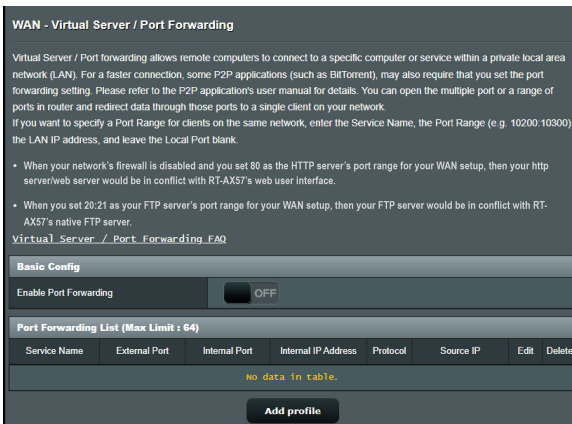 WAN - Virtual Server / Port Forwarding
Virtual Server / Port forwarding allows remote computers to connect to a specific computer or service within a private local area
network (LAN). For a faster connection, some P2P applications (such as BitTorrent), may also require that you set the port
forwarding setting. Please refer to the P2P application's user manual for details. You can open the multiple port or a range of
ports in router and redirect data through those ports to a single client on your network.
If you want to specify a Port Range for clients on the same network, enter the Service Name, the Port Range (e.g. 10200:10300)
the LAN IP address, and leave the Local Port blank.
• When your network's firewall is disabled and you set 80 as the HTTP server's port range for your WAN setup, then your http
server/web server would be in conflict with RT-AX57's web user interface.
• When you set 20:21 as your FTP server's port range for your WAN setup, then your FTP server would be in conflict with RT-
AX57's native FTP server.
Virtual Server / Port Forwarding FAQ
Basic Config
Enable Port Forwarding OFF
Port Forwarding List (Max Limit : 64)
Service Name External Port Internal Port Internal IP Address Protocol Source IP Edit Delete
No data in table.
Add profile